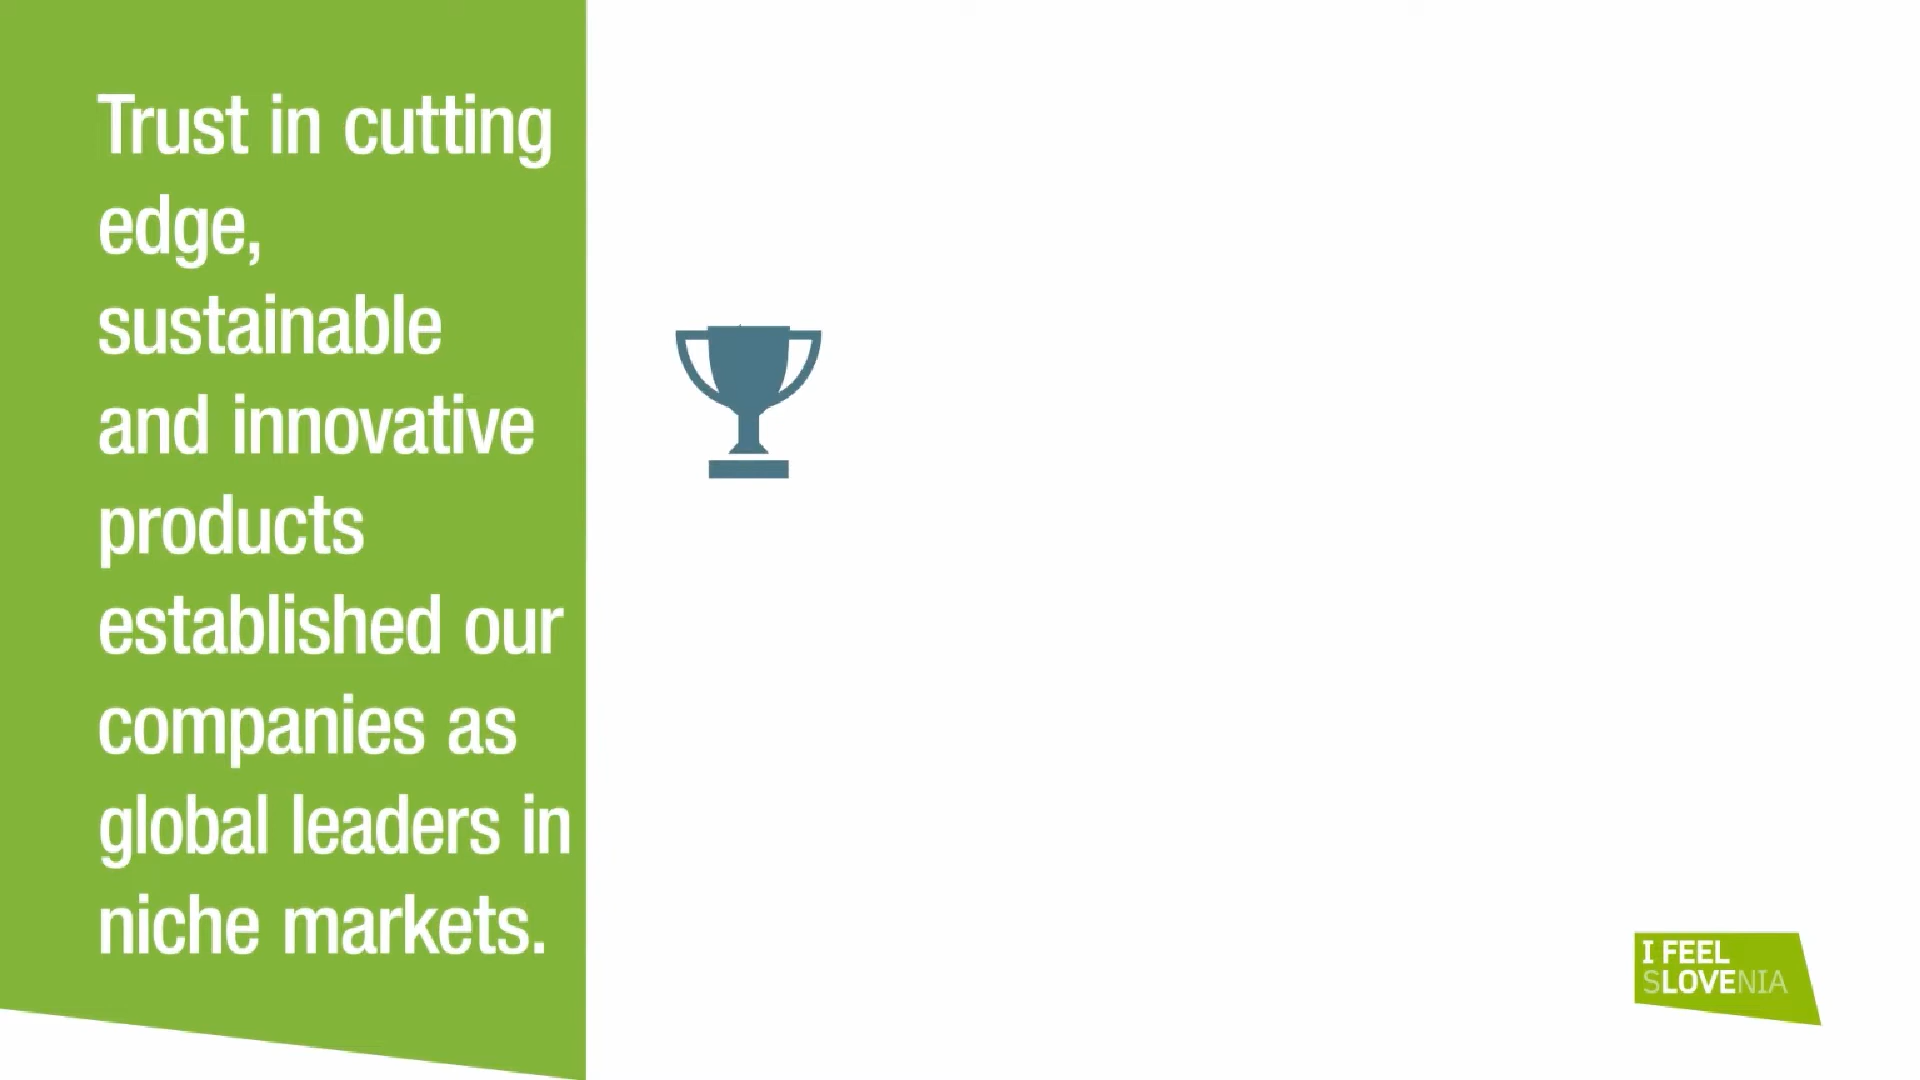 Trust in cutting
edge,
sustainable
and innovative
products
established our
companies as
global leaders in
niche markets.
I FEEL
SLOVENIA